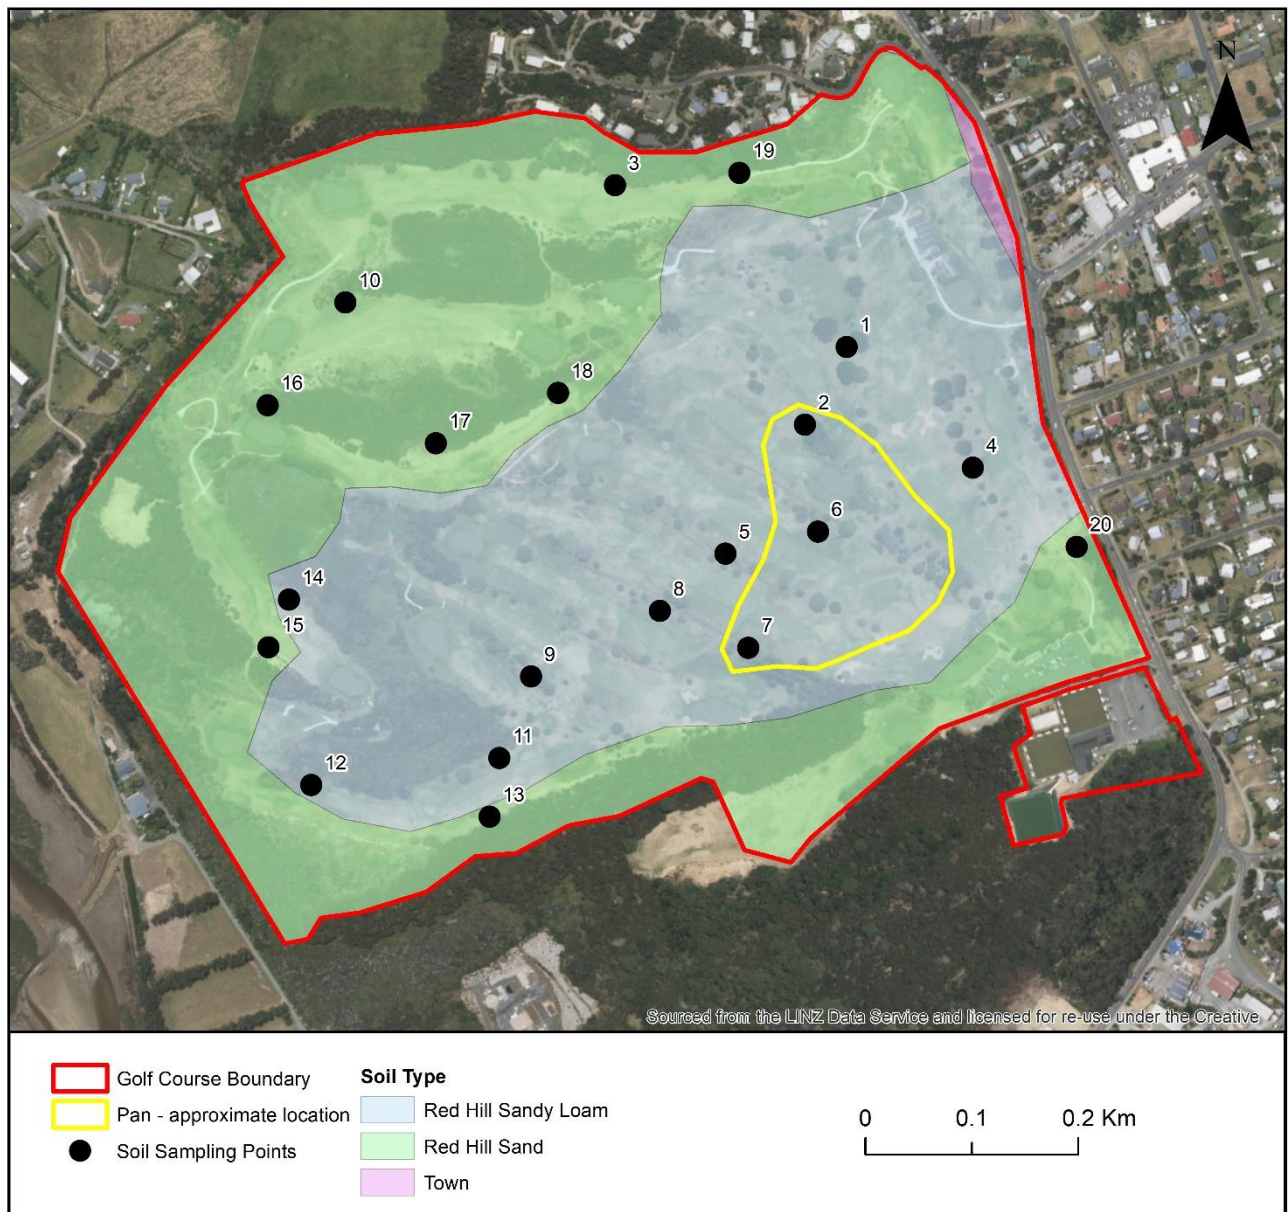 N
19
3
10
1
18
16
2
17
4
20
6
5
14
8
15
7
9
11
12
13
Sourced from the LINZ Data Service and licensed for re-use under the Creative
Golf Course Boundary
Pan - approximate location
Soil Sampling Points
Soil Type
Red Hill Sandy Loam
Red Hill Sand
Town
0 0.1 0.2 Km